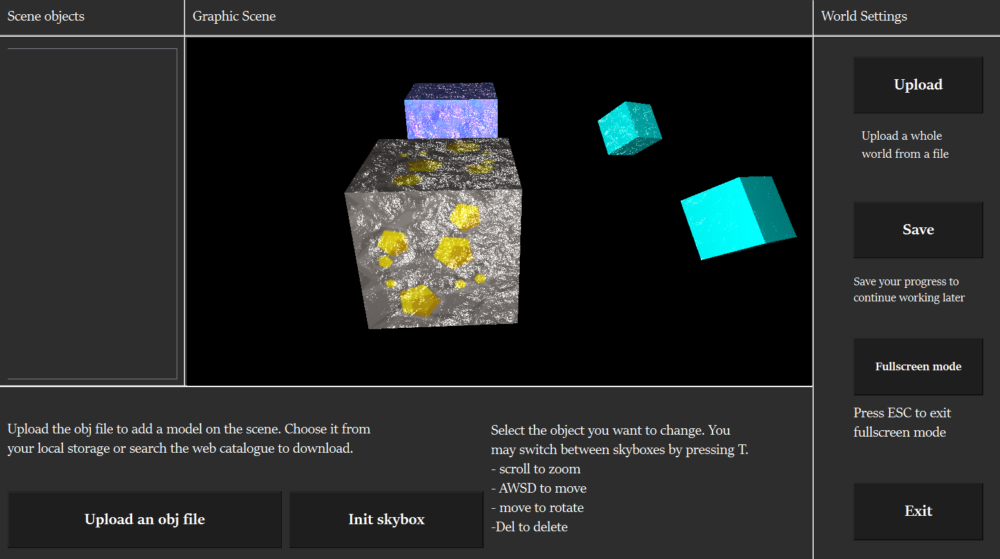 Scene objects
Graphic Scene
World Settings
Upload
Upload a whole
world from a file
Save
Save your progress to
continue working later
Fullscreen mode
Press ESC to exit
fullscreen mode
Exit
Upload the obj file to add a model on the scene. Choose it from
your local storage or search the web catalogue to download.
Upload an obj file
Init skybox
Select the object you want to change. You
may switch between skyboxes by pressing T.
- scroll to zoom
- AWSD to move
- move to rotate
-Del to delete